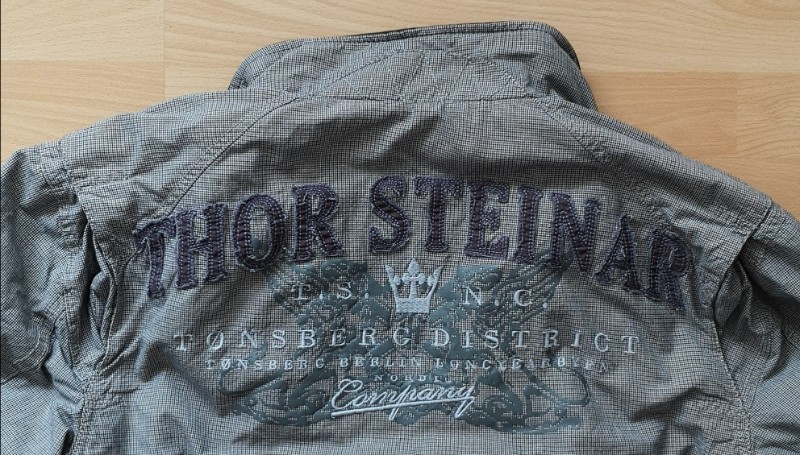 THOR STEINAR
T.S. N.C.
TØNSBERG DISTRICT
TØNSBERG BERLIN LONGYEARBYEN
NORDIC
Company